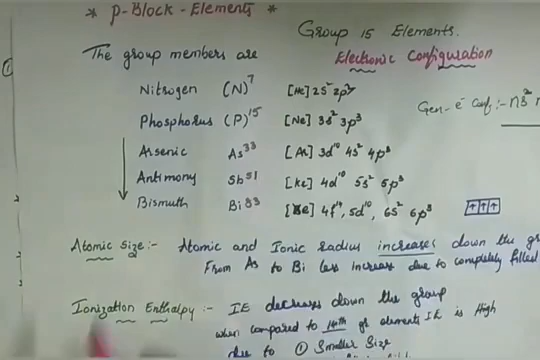 * p-Block-Elements *
Group 15 Elements.
The group members are Electronic Configuration
①
Nitrogen (N)⁷ [He] 2s² 2p³
Phosphorus (P)¹⁵ [Ne] 3s² 3p³
Gen-e⁻ Conf:- ns² n
Arsenic As³³ [Ar] 3d¹⁰ 4s² 4p³
Antimony Sb⁵¹ [Kr] 4d¹⁰ 5s² 5p³
Bismuth Bi⁸³ [Xe] 4f¹⁴, 5d¹⁰, 6s² 6p³
Atomic Size:- Atomic and Ionic radius increases down the gr
From As to Bi less increase due to completely filled
Ionization Enthalpy:- IE decreases down the group
when compared to 14th gr elements IE is High
due to ① Smaller Size